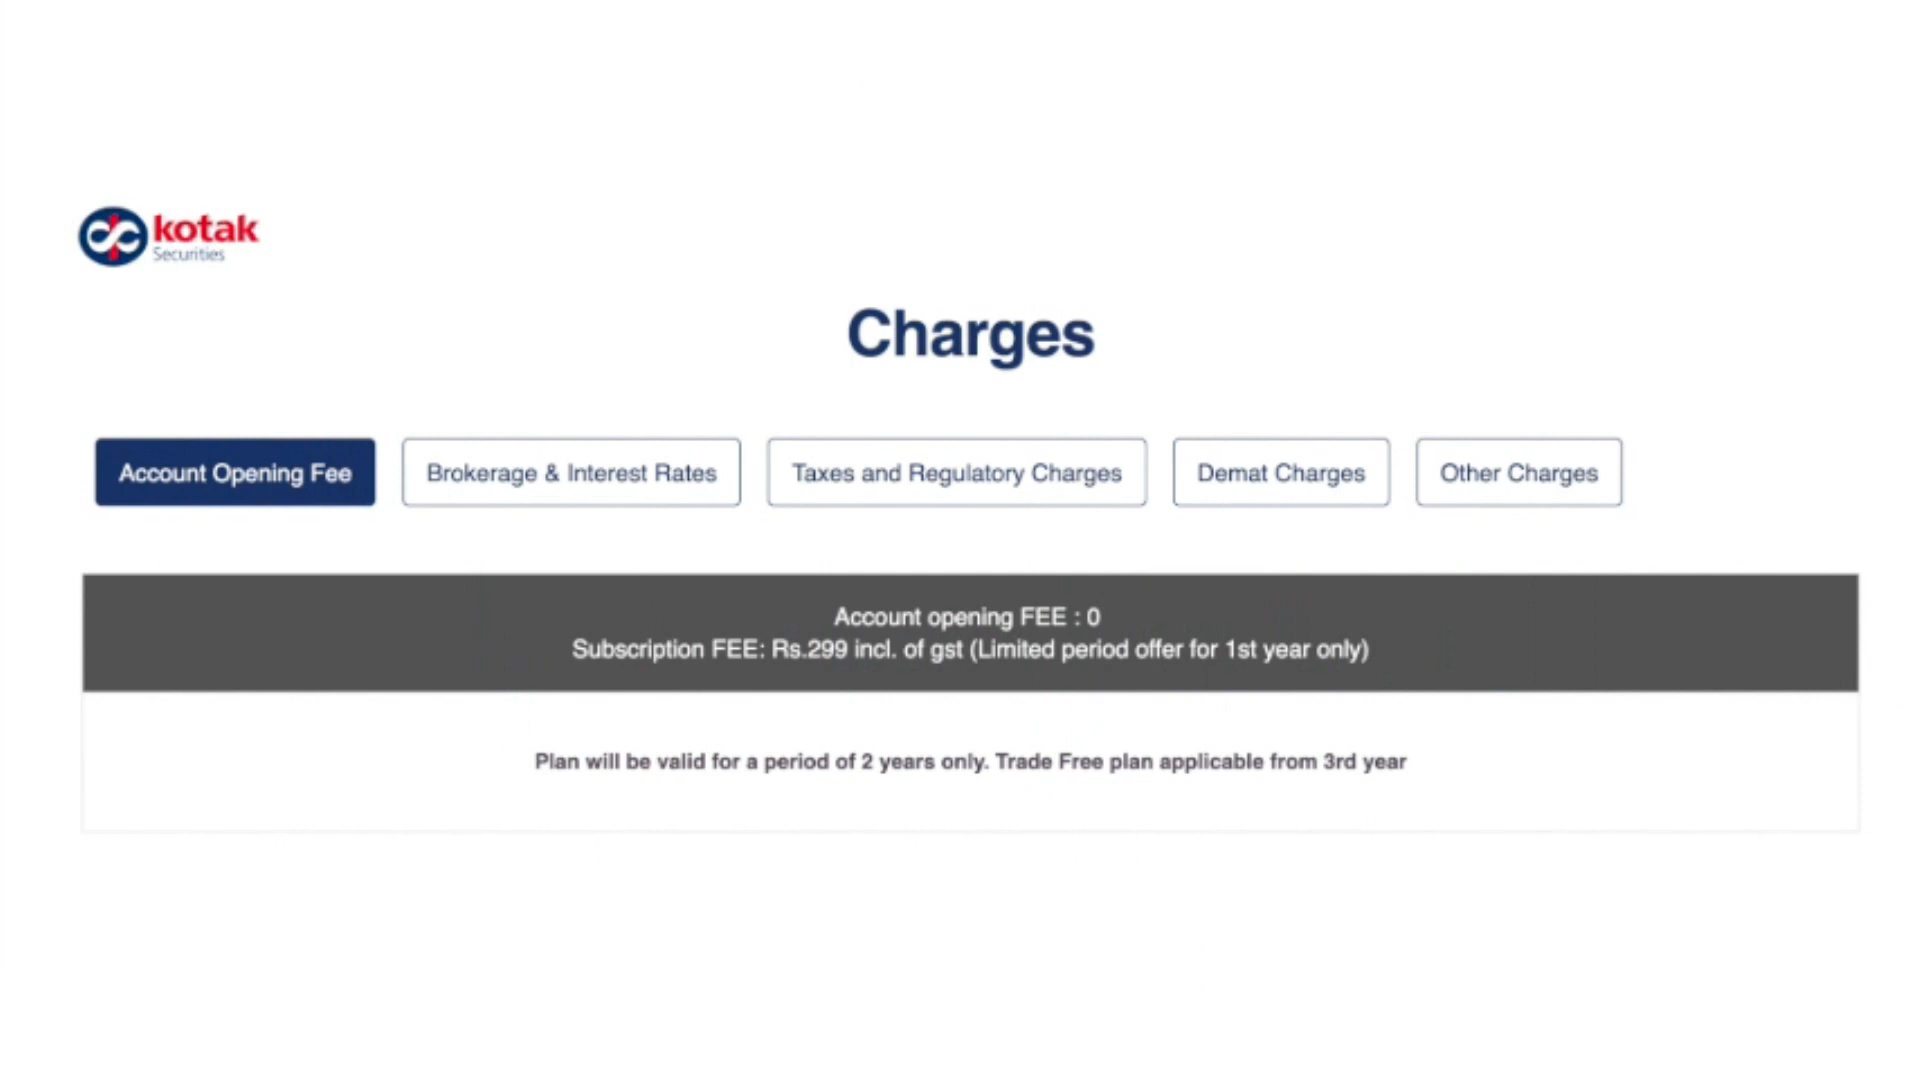 kotak
Securities
Charges
Account Opening Fee
Brokerage & Interest Rates
Taxes and Regulatory Charges
Demat Charges
Other Charges
Account opening FEE : 0
Subscription FEE: Rs.299 incl. of gst (Limited period offer for 1st year only)
Plan will be valid for a period of 2 years only. Trade Free plan applicable from 3rd year